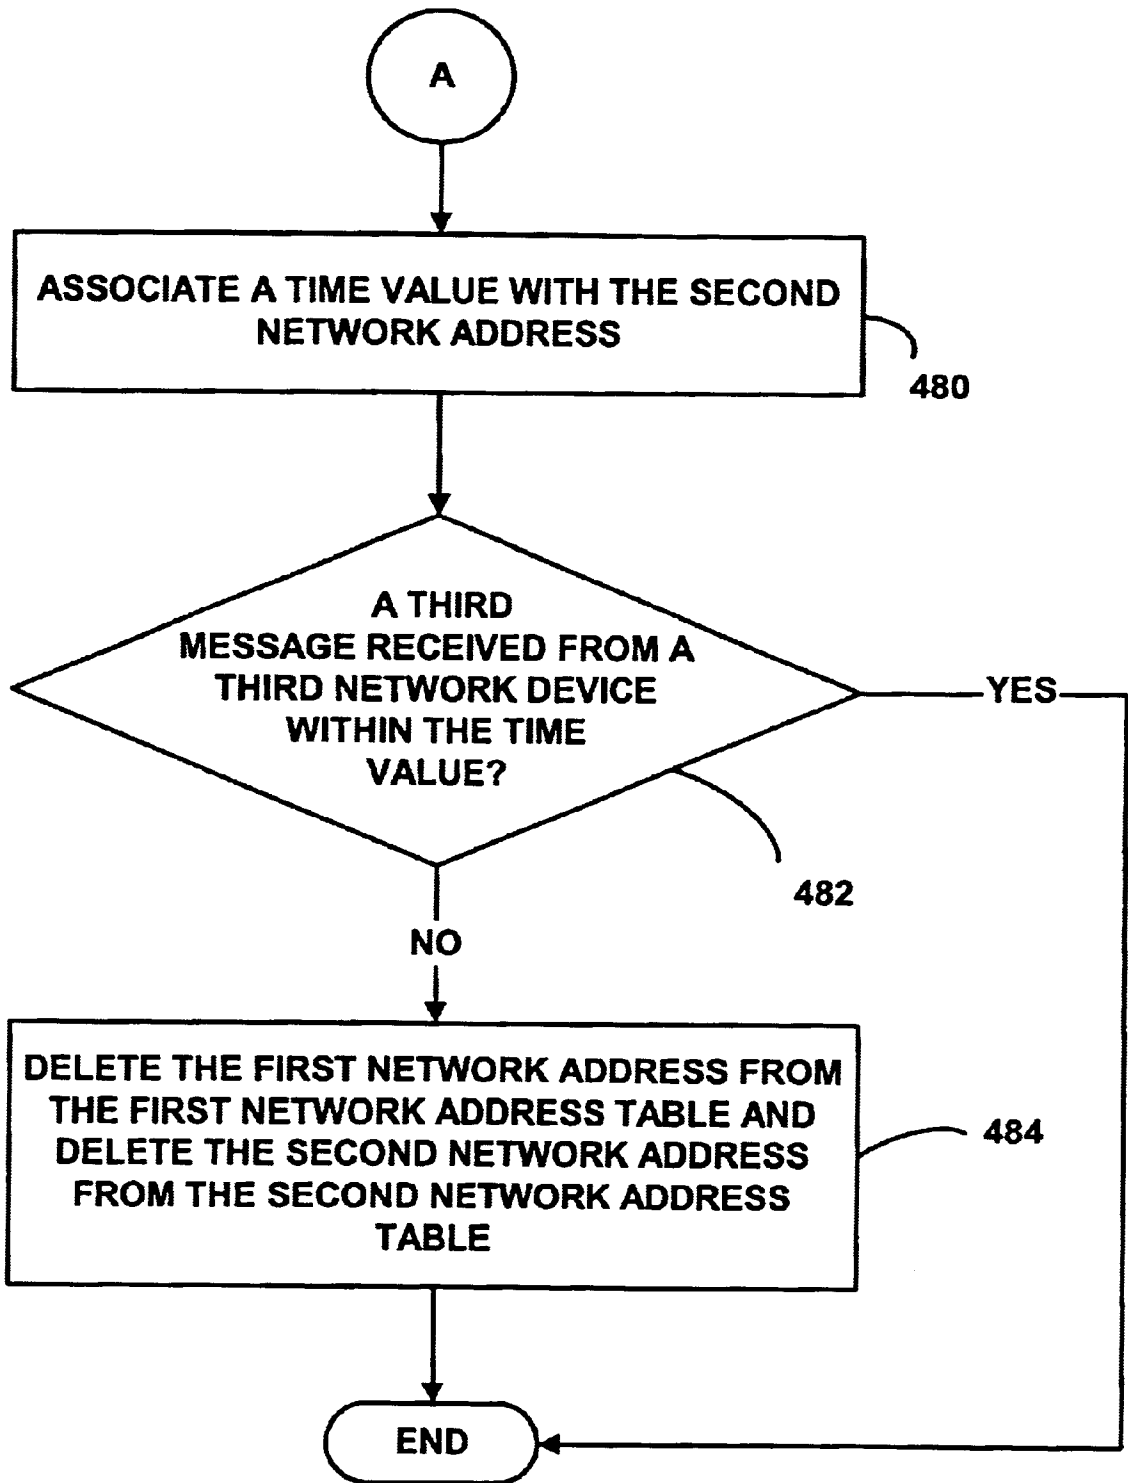 A
ASSOCIATE A TIME VALUE WITH THE SECOND
NETWORK ADDRESS
480
A THIRD
MESSAGE RECEIVED FROM A
THIRD NETWORK DEVICE
WITHIN THE TIME
VALUE?
YES
482
NO
DELETE THE FIRST NETWORK ADDRESS FROM
THE FIRST NETWORK ADDRESS TABLE AND
DELETE THE SECOND NETWORK ADDRESS
FROM THE SECOND NETWORK ADDRESS
TABLE
484
END